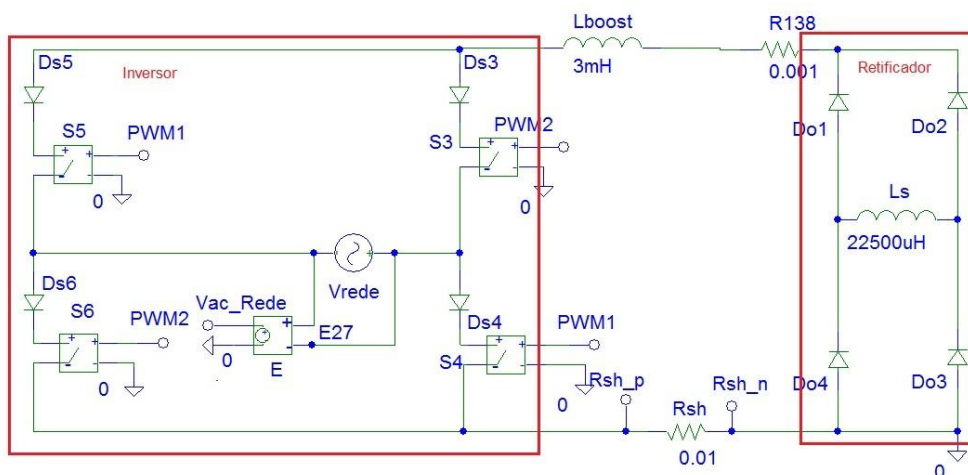 Lboost
3mH
R138
0.001
Ds5
Inversor
Ds3
Retificador
S5
PWM1
S3
PWM2
Do1
Do2
0
0
Ls
22500uH
Ds6
Vrede
S6
PWM2
Vac_Rede
E27
Ds4
PWM1
0
E
S4
0
0
Rsh_p
Rsh_n
Do4
Do3
Rsh
0.01
0